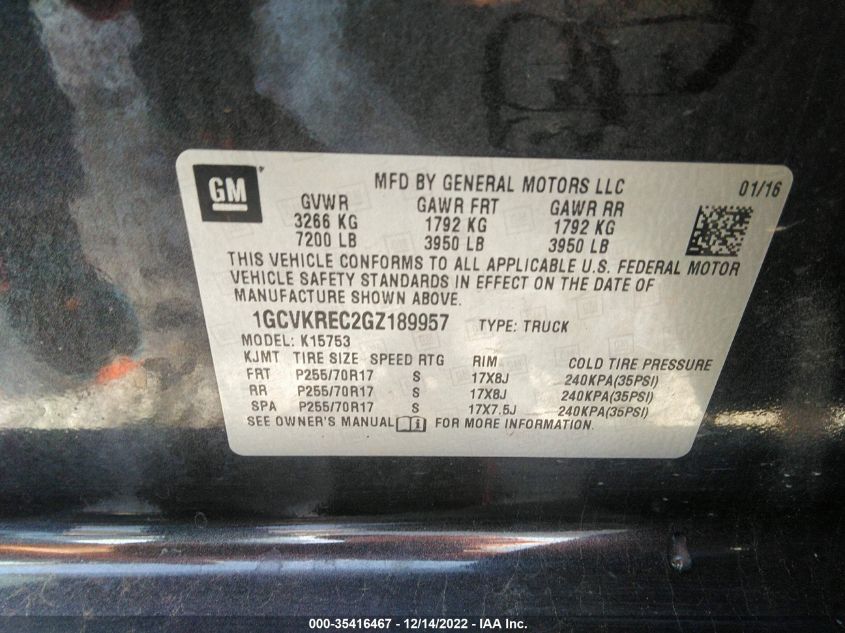 GM
MFD BY GENERAL MOTORS LLC
01/16
GVWR GAWR FRT GAWR RR
3266 KG 1792 KG 1792 KG
7200 LB 3950 LB 3950 LB
THIS VEHICLE CONFORMS TO ALL APPLICABLE U.S. FEDERAL MOTOR
VEHICLE SAFETY STANDARDS IN EFFECT ON THE DATE OF
MANUFACTURE SHOWN ABOVE.
1GCVKREC2GZ189957 TYPE: TRUCK
MODEL: K15753
KJMT TIRE SIZE SPEED RTG RIM COLD TIRE PRESSURE
FRT P255/70R17 S 17X8J 240KPA(35PSI)
RR P255/70R17 S 17X8J 240KPA(35PSI)
SPA P255/70R17 S 17X7.5J 240KPA(35PSI)
SEE OWNER'S MANUAL FOR MORE INFORMATION.
000-35416467 - 12/14/2022 - IAA Inc.